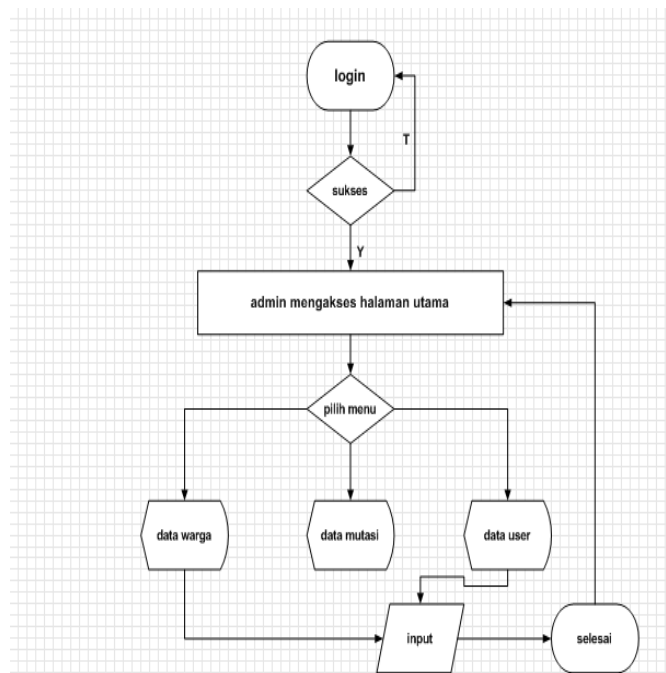 login
T
sukses
Y
admin mengakses halaman utama
pilih menu
data warga
data mutasi
data user
input
selesai